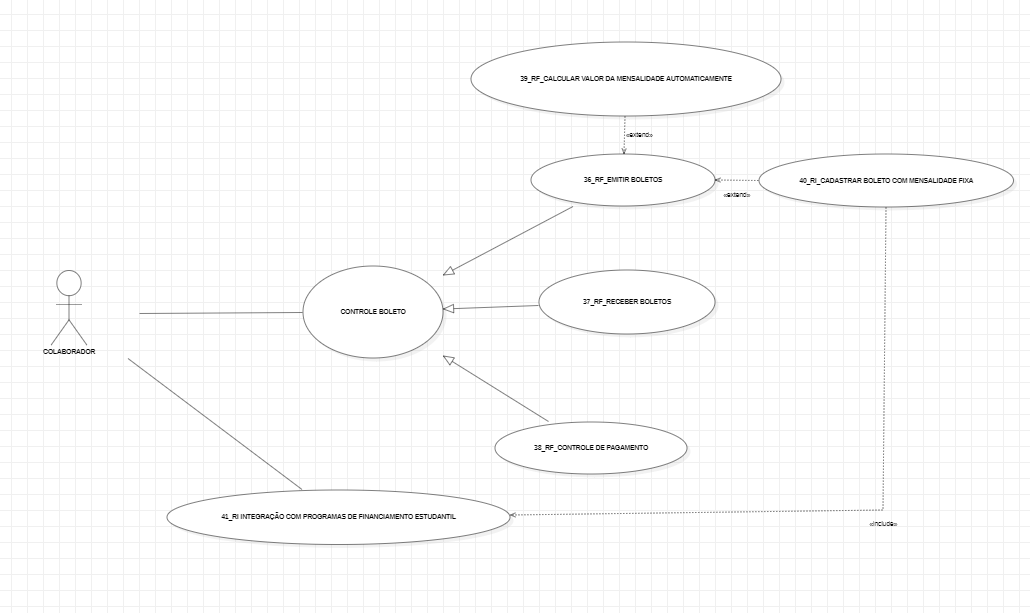 39_RF_CALCULAR VALOR DA MENSALIDADE AUTOMATICAMENTE
«extend»
36_RF_EMITIR BOLETOS
40_RI_CADASTRAR BOLETO COM MENSALIDADE FIXA
«extend»
37_RF_RECEBER BOLETOS
CONTROLE BOLETO
COLABORADOR
38_RF_CONTROLE DE PAGAMENTO
41_RI INTEGRAÇÃO COM PROGRAMAS DE FINANCIAMENTO ESTUDANTIL
«include»